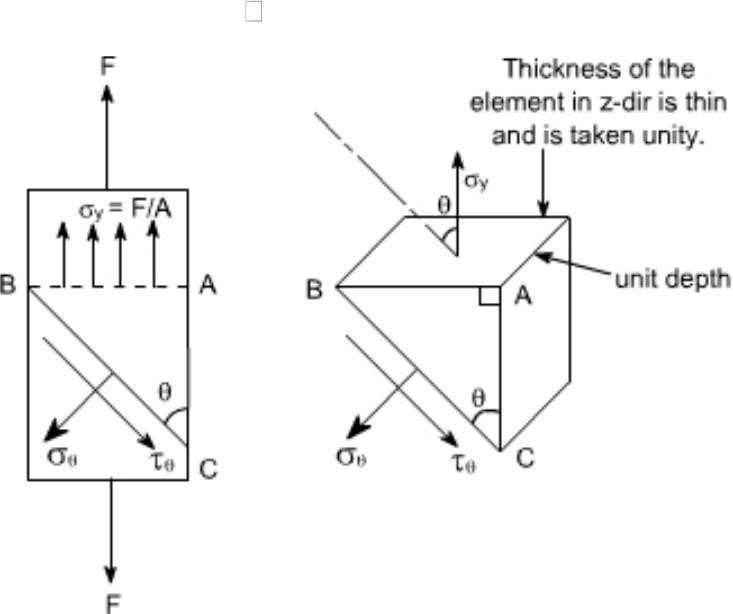 F
Thickness of the
element in z-dir is thin
and is taken unity.
σy = F/A
θ
σy
B
A
unit depth
B
A
θ
θ
σθ
τθ
C
σθ
τθ
C
F